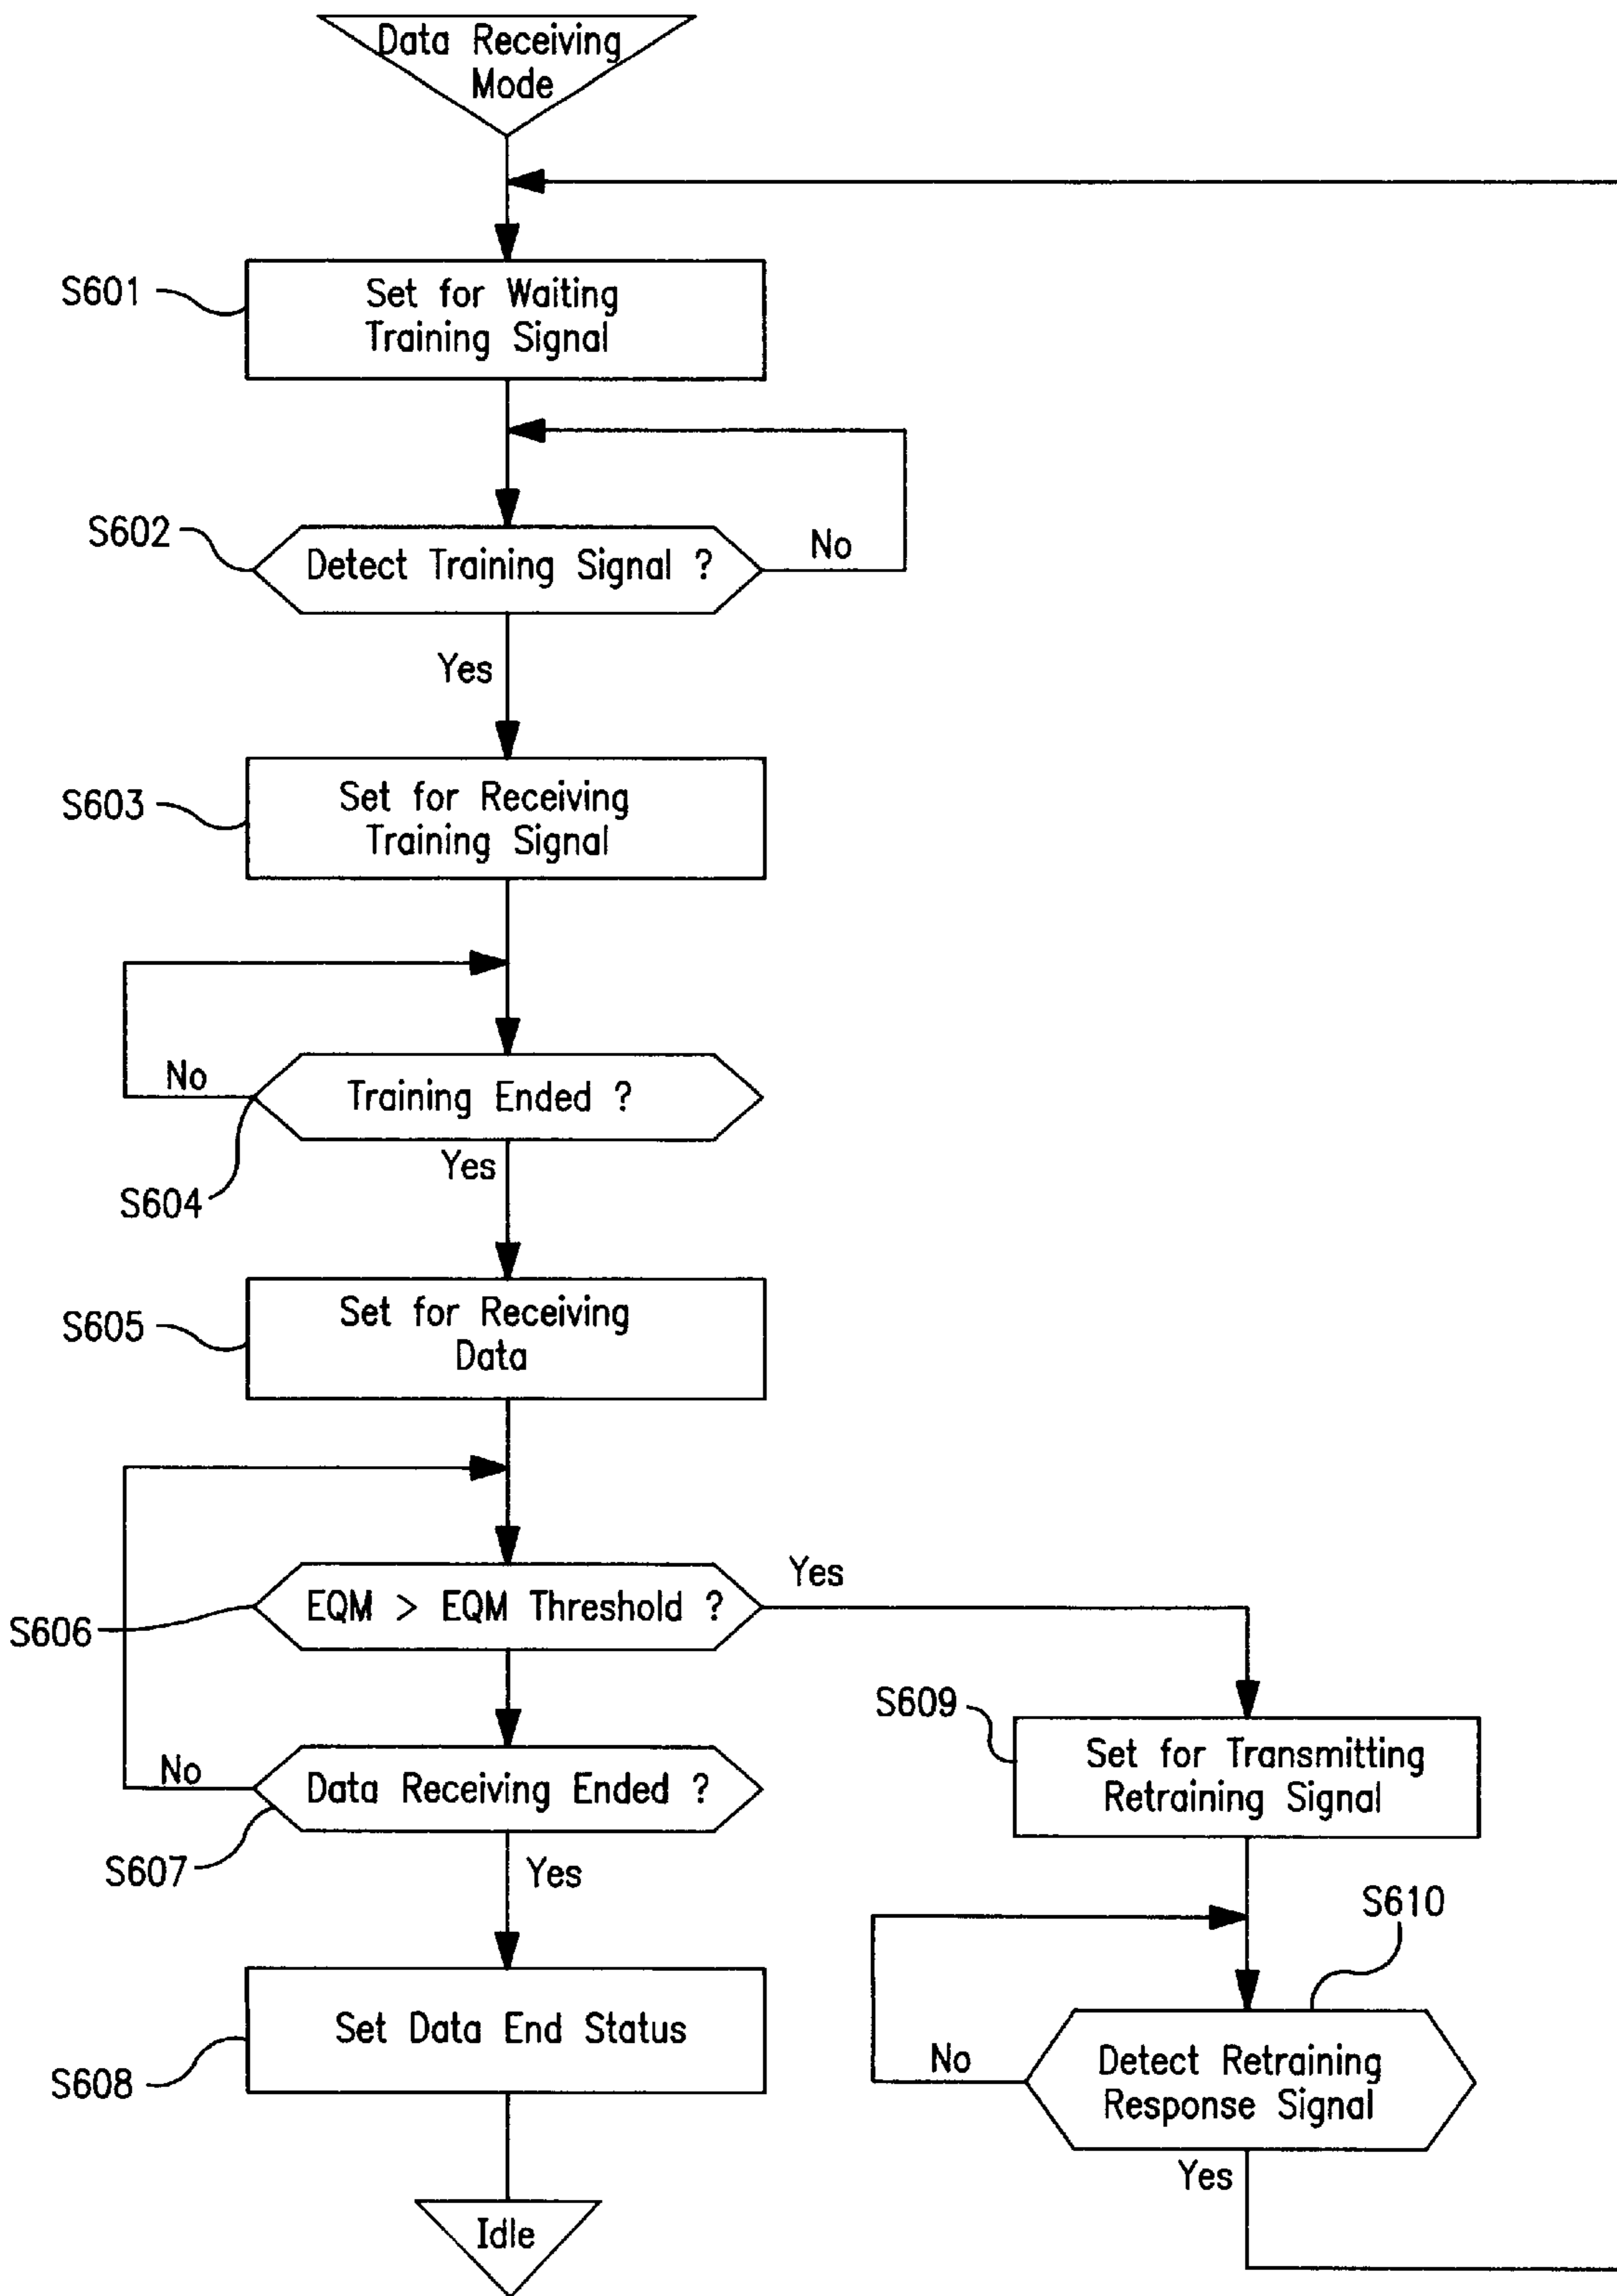 Data Receiving
Mode
S601
Set for Waiting
Training Signal
S602
Detect Training Signal ?
No
Yes
S603
Set for Receiving
Training Signal
No
Training Ended ?
Yes
S604
S605
Set for Receiving
Data
S606
EQM > EQM Threshold ?
Yes
S609
Set for Transmitting
Retraining Signal
No
Data Receiving Ended ?
S607
Yes
S610
S608
Set Data End Status
No
Detect Retraining
Response Signal
Yes
Idle